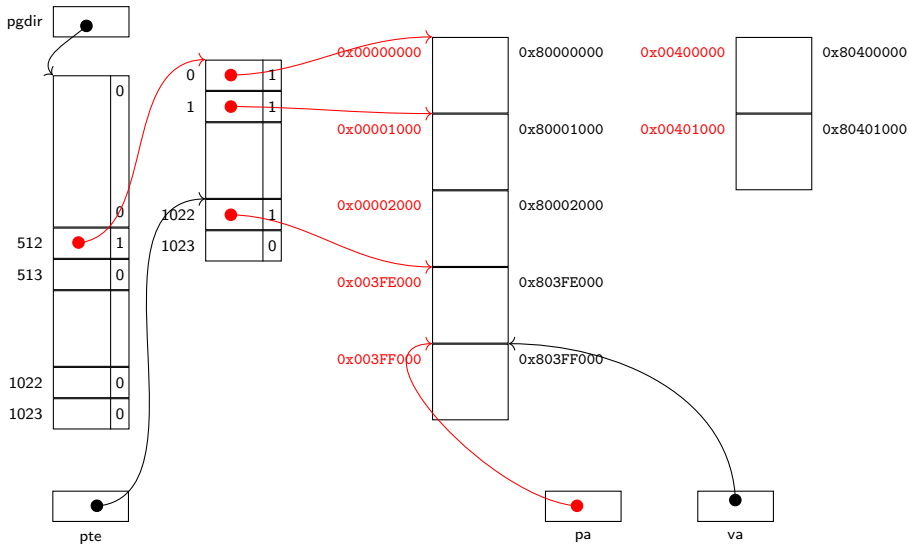 pgdir
0
0
512 1
513 0
1022 0
1023 0
pte
0 1
1 1
1022 1
1023 0
0x00000000 0x80000000
0x00001000 0x80001000
0x00002000 0x80002000
0x003FE000 0x803FE000
0x003FF000 0x803FF000
0x00400000 0x80400000
0x00401000 0x80401000
pa
va